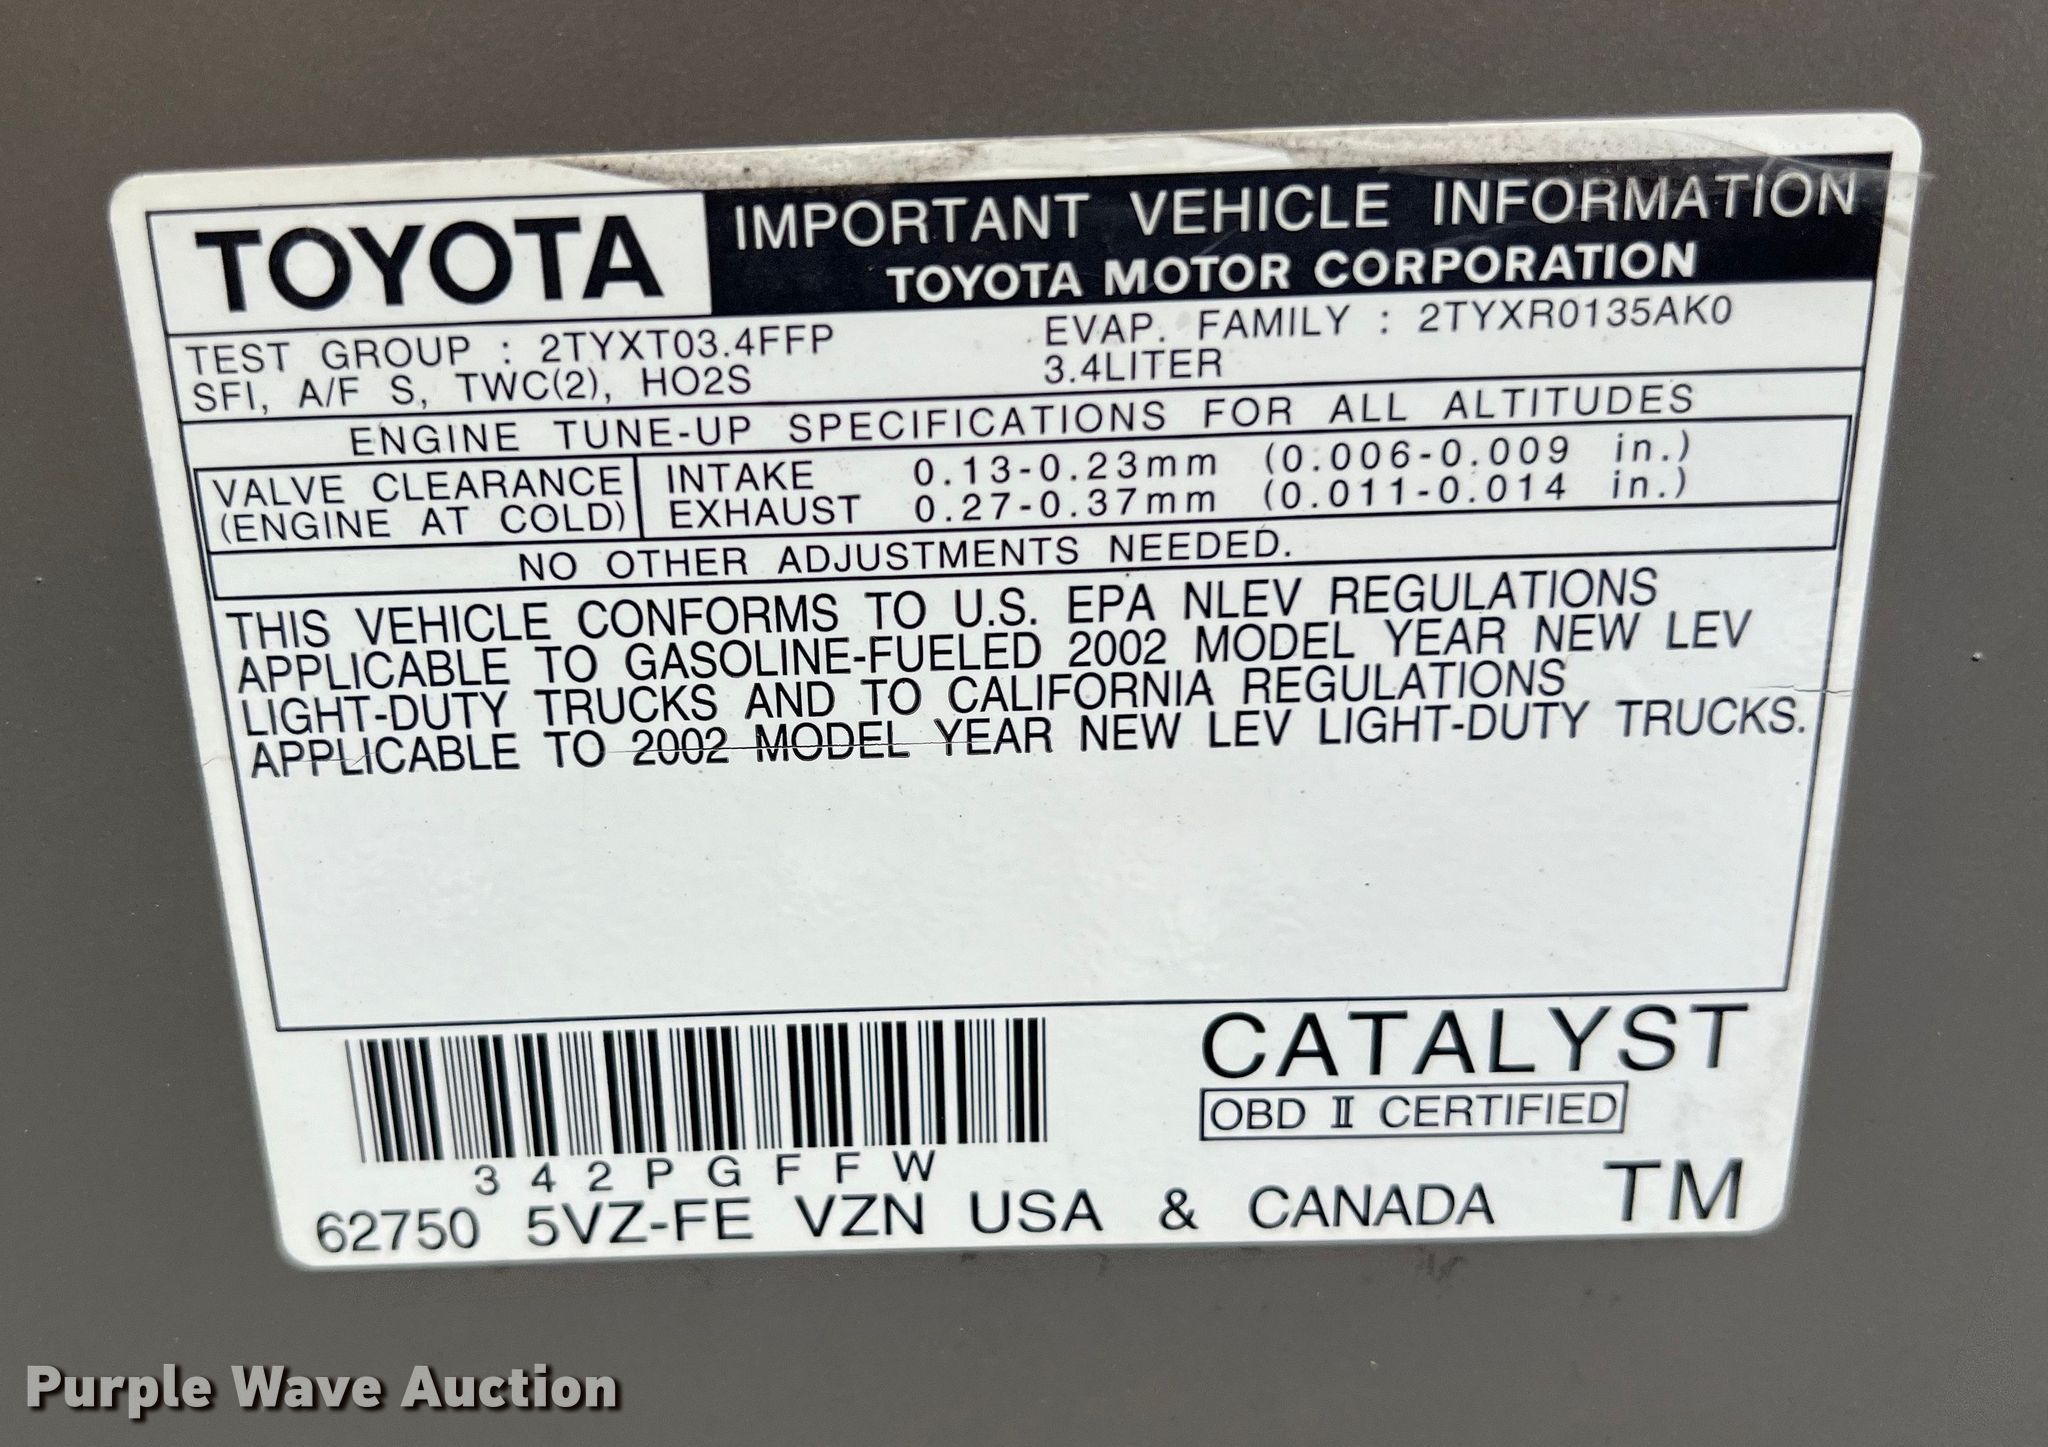 TOYOTA
IMPORTANT VEHICLE INFORMATION
TOYOTA MOTOR CORPORATION
TEST GROUP : 2TYXT03.4FFP
EVAP. FAMILY : 2TYXR0135AK0
SFI, A/F S, TWC(2), HO2S
3.4LITER
ENGINE TUNE-UP SPECIFICATIONS FOR ALL ALTITUDES
VALVE CLEARANCE
(ENGINE AT COLD)
INTAKE 0.13-0.23mm (0.006-0.009 in.)
EXHAUST 0.27-0.37mm (0.011-0.014 in.)
NO OTHER ADJUSTMENTS NEEDED.
THIS VEHICLE CONFORMS TO U.S. EPA NLEV REGULATIONS
APPLICABLE TO GASOLINE-FUELED 2002 MODEL YEAR NEW LEV
LIGHT-DUTY TRUCKS AND TO CALIFORNIA REGULATIONS
APPLICABLE TO 2002 MODEL YEAR NEW LEV LIGHT-DUTY TRUCKS.
CATALYST
OBD II CERTIFIED
342PGFFW
62750 5VZ-FE VZN USA & CANADA TM
Purple Wave Auction